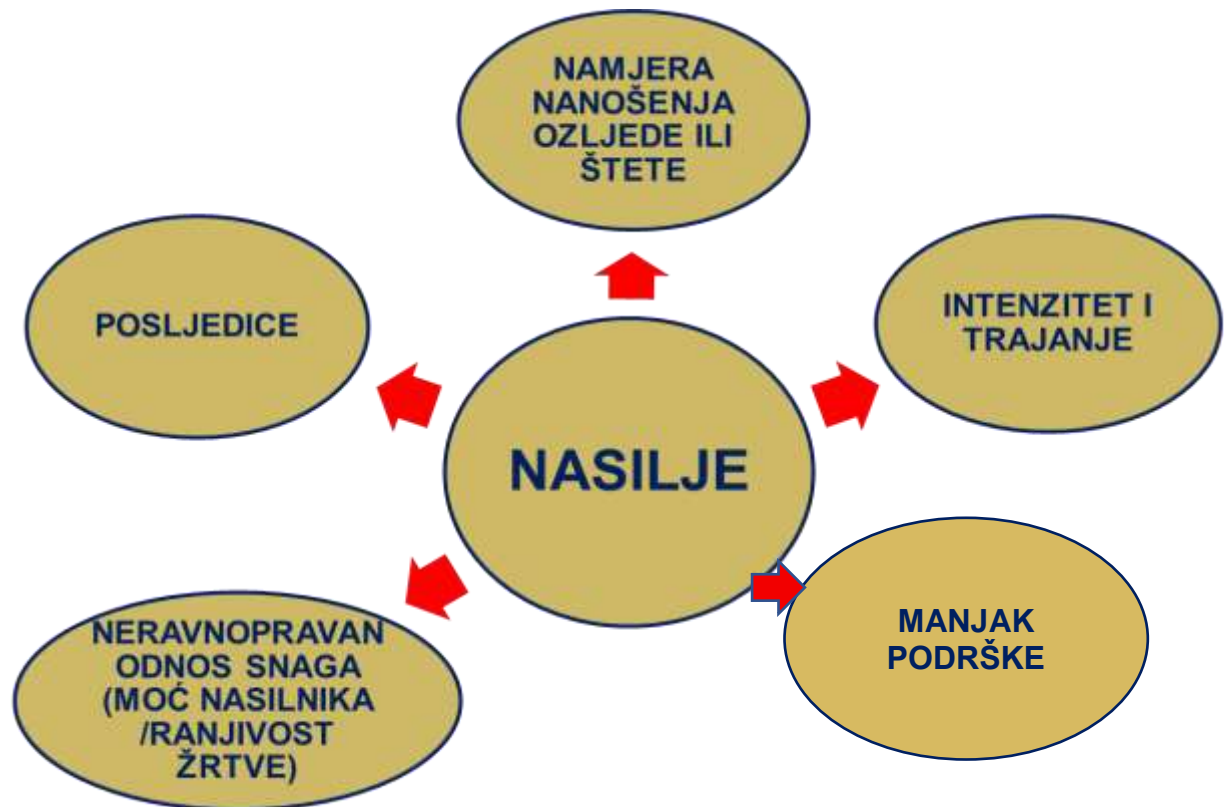 NAMJERA
NANOŠENJA
OZLJEDE ILI
ŠTETE
POSLJEDICE
INTENZITET I
TRAJANJE
NASILJE
NERAVNOPRAVAN
ODNOS SNAGA
(MOĆ NASILNIKA
/RANJIVOST
ŽRTVE)
MANJAK
PODRŠKE